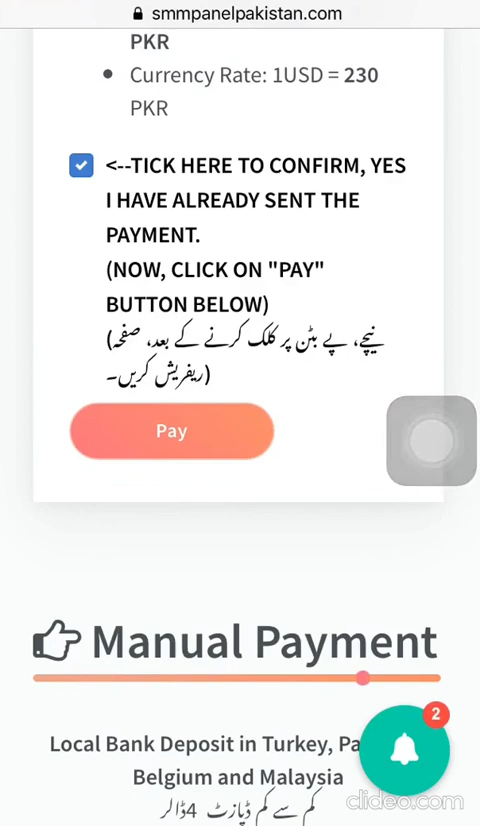 smmpanelpakistan.com
PKR
Currency Rate: 1USD = 230
PKR
<--TICK HERE TO CONFIRM, YES
I HAVE ALREADY SENT THE
PAYMENT.
(NOW, CLICK ON "PAY"
BUTTON BELOW)
(نیچے، پے بٹن پر کلک کرنے کے بعد، صفحہ
ریفریش کریں۔)
Pay
Manual Payment
2
Local Bank Deposit in Turkey, Pa
Belgium and Malaysia
کم سے کم ڈپازٹ 4ڈالر
clideo.com